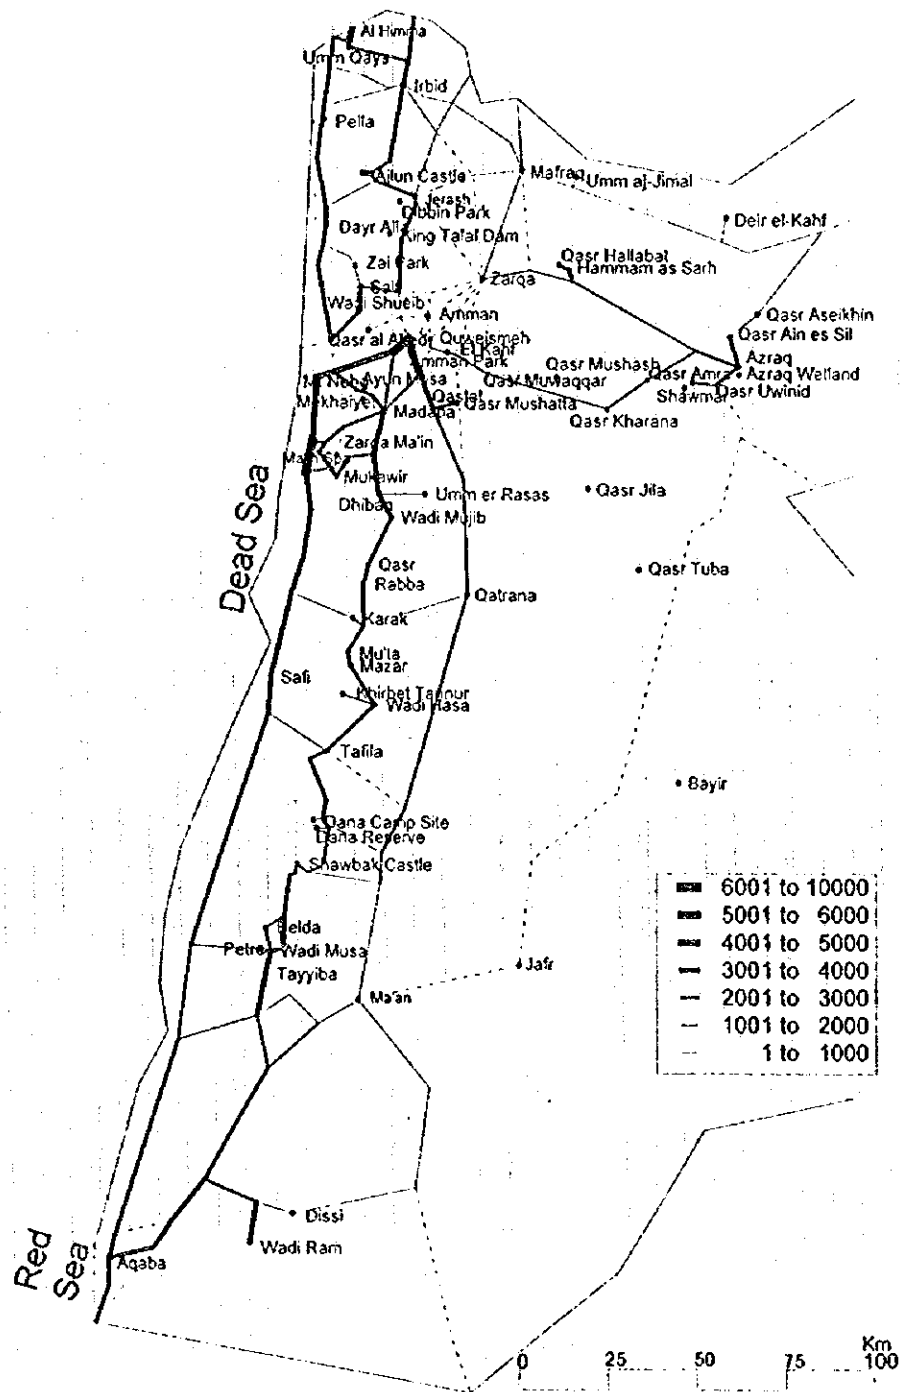 Al Himma
Umm Qays
Irbid
Pella
Ajlun Castle
Mafraq
Umm aj-Jimal
Jerash
Dibbin Park
Deir el-Kahf
Dayr Alla
King Talal Dam
Qasr Hallabat
Zai Park
Hammam as Sarh
Zarqa
Salt
Wadi Shueib
Amman
Qasr Aseikhin
Qasr Ain es Sil
Quweismeh
El Kahf
Amman Park
Azraq
Qasr Mushash
Qasr Amra
Azraq Wetland
Ayun Musa
Qasr Muwaqqar
Shawmari
Qasr Uwinid
Mekhaiyet
Qastal
Qasr Mushatta
Madaba
Qasr Kharana
Zarqa Ma'in
Main Spa
Mukawir
Dhiban
Umm er Rasas
Qasr Jila
Wadi Mujib
Dead Sea
Qasr
Rabba
Qasr Tuba
Qatrana
Karak
Mu'ta
Mazar
Safi
Khirbet Tannur
Wadi Hasa
Tafila
Bayir
Dana Camp Site
Dana Reserve
Shawbak Castle
6001 to 10000
5001 to 6000
4001 to 5000
3001 to 4000
2001 to 3000
1001 to 2000
1 to 1000
Beida
Petra
Wadi Musa
Tayyiba
Jafr
Ma'an
Dissi
Wadi Ram
Red
Sea
Aqaba
Km
0 25 50 75 100